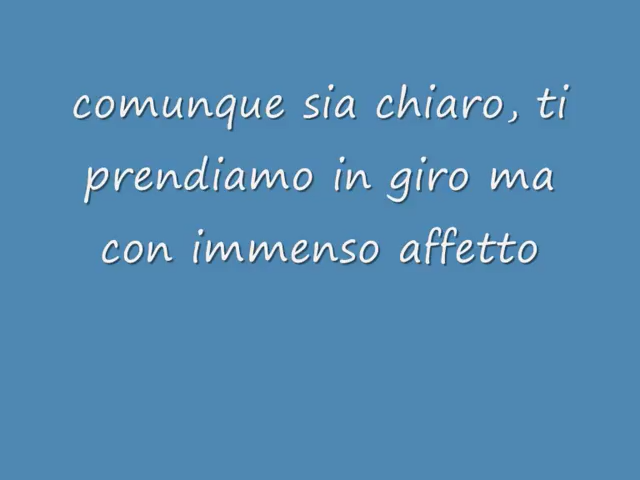 comunque sia chiaro, ti
prendiamo in giro ma
con immenso affetto